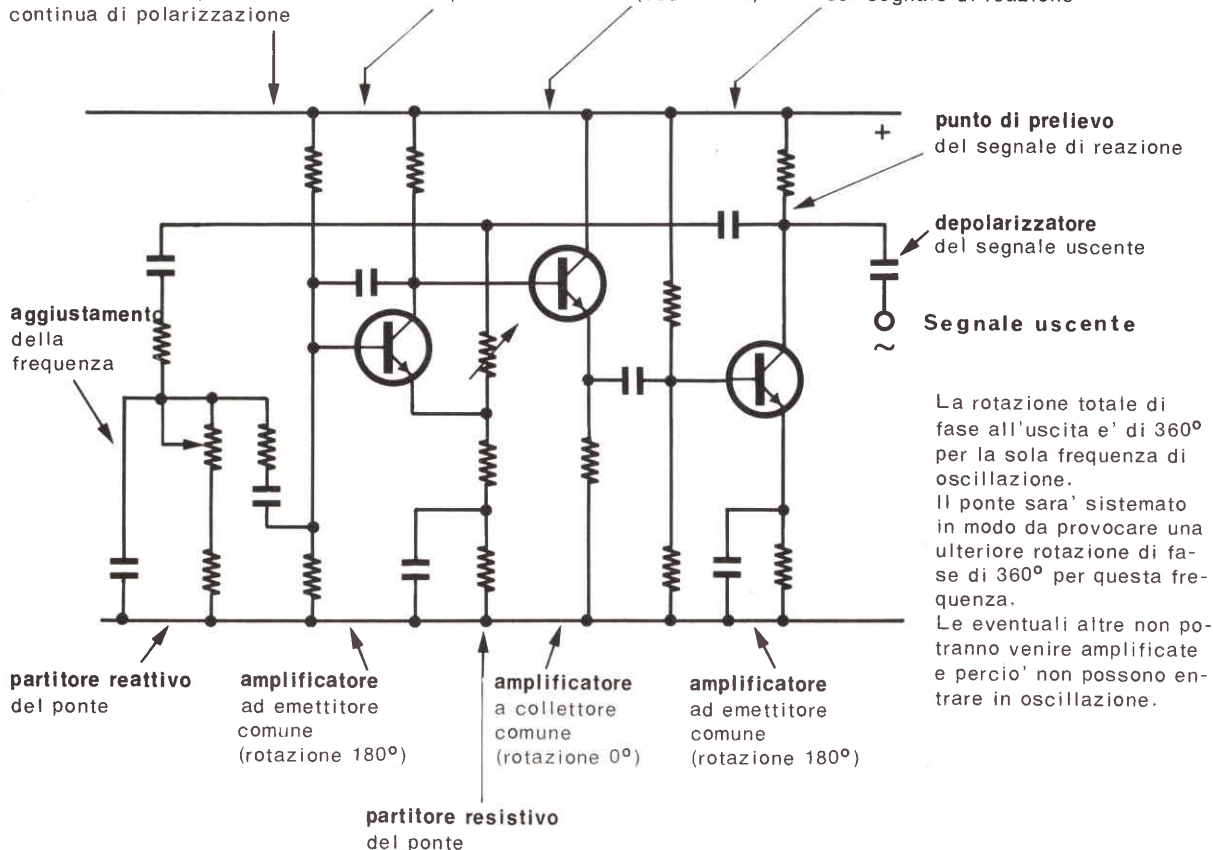 continua di polarizzazione
+
punto di prelievo
del segnale di reazione
depolarizzatore
del segnale uscente
aggiustamento
della
frequenza
Segnale uscente
~
La rotazione totale di
fase all'uscita e' di 360°
per la sola frequenza di
oscillazione.
Il ponte sara' sistemato
in modo da provocare una
ulteriore rotazione di fa-
se di 360° per questa fre-
quenza.
Le eventuali altre non po-
tranno venire amplificate
e percio' non possono en-
trare in oscillazione.
partitore reattivo
del ponte
amplificatore
ad emettitore
comune
(rotazione 180°)
amplificatore
a collettore
comune
(rotazione 0°)
amplificatore
ad emettitore
comune
(rotazione 180°)
partitore resistivo
del ponte